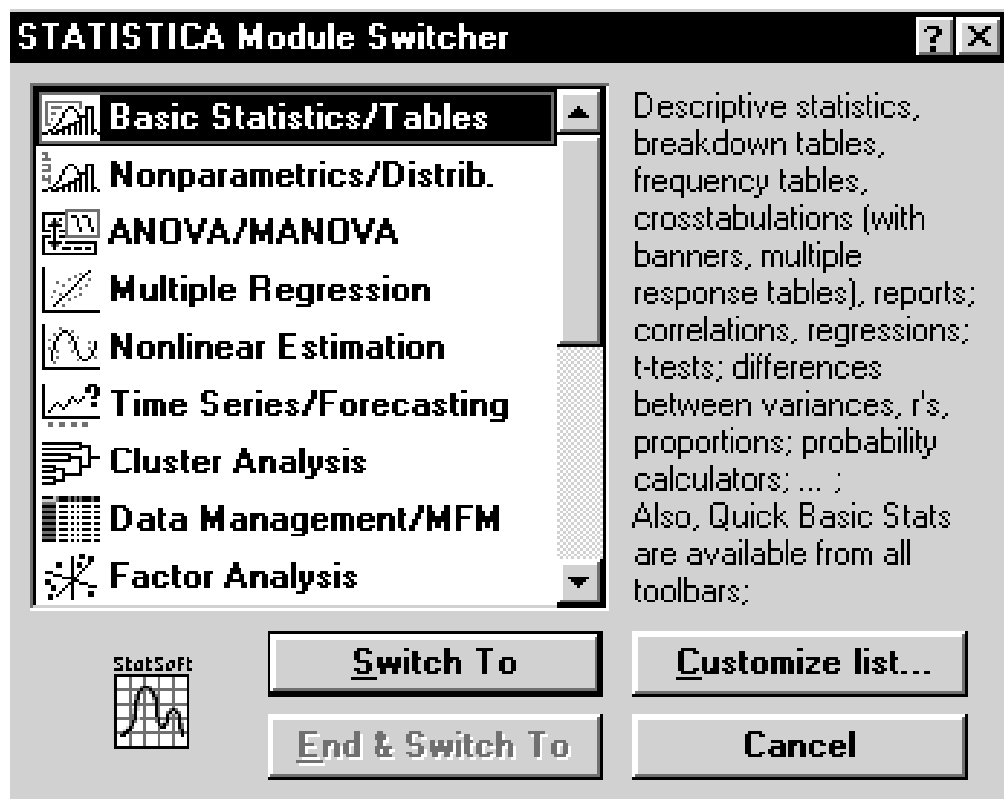 STATISTICA Module Switcher
? X
Basic Statistics/Tables
Nonparametrics/Distrib.
ANOVA/MANOVA
Multiple Regression
Nonlinear Estimation
Time Series/Forecasting
Cluster Analysis
Data Management/MFM
Factor Analysis
Descriptive statistics,
breakdown tables,
frequency tables,
crosstabulations (with
banners, multiple
response tables), reports;
correlations, regressions;
t-tests; differences
between variances, r's,
proportions; probability
calculators; ... ;
Also, Quick Basic Stats
are available from all
toolbars;
StatSoft
Switch To
Customize list...
End & Switch To
Cancel